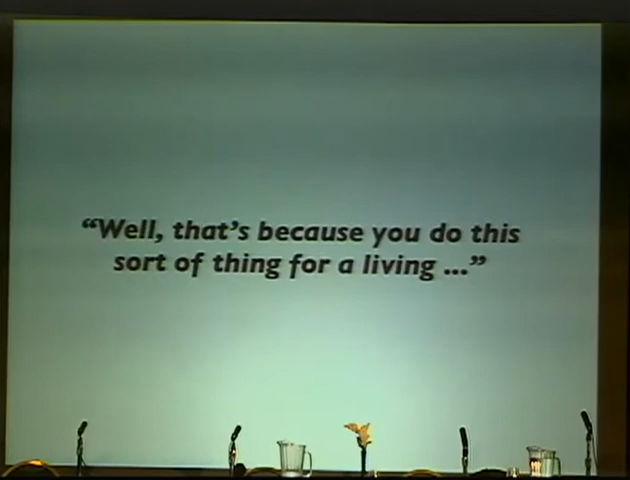 “Well, that’s because you do this
sort of thing for a living ...”